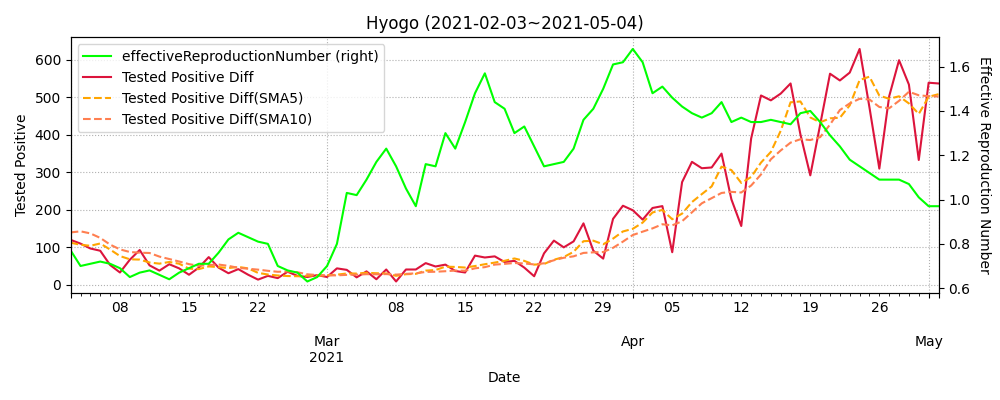 Hyogo (2021-02-03~2021-05-04)
effectiveReproductionNumber (right)
Tested Positive Diff
Tested Positive Diff(SMA5)
Tested Positive Diff(SMA10)
Tested Positive
600
500
400
300
200
100
0
1.6
1.4
1.2
1.0
0.8
0.6
Effective Reproduction Number
08 15 22 08 15 22 29 05 12 19 26
Mar Apr May
2021
Date